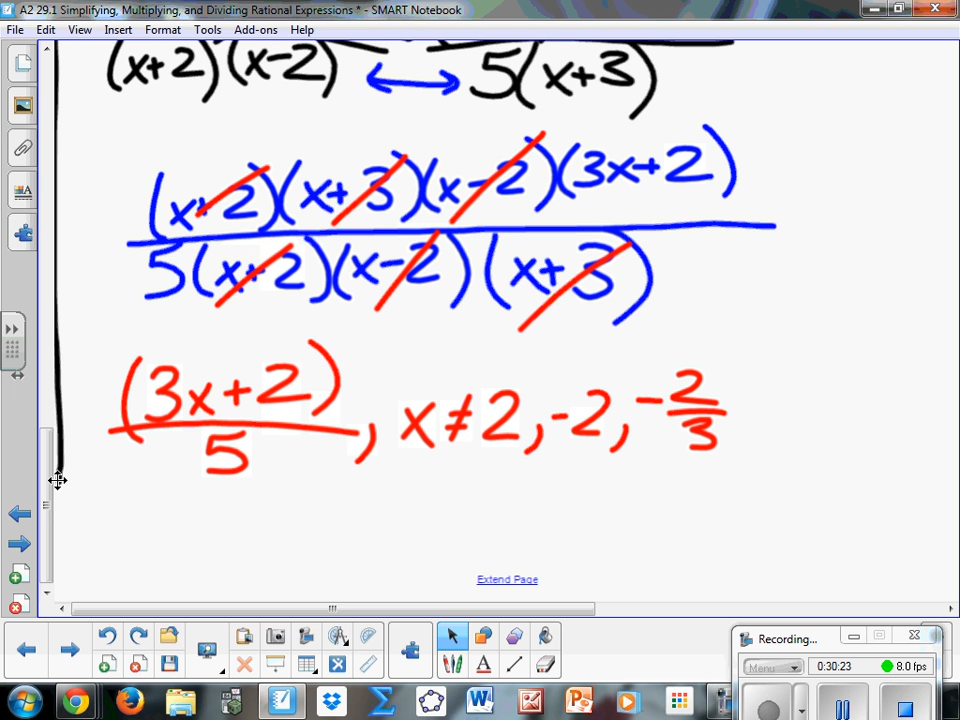 A2 29.1 Simplifying, Multiplying, and Dividing Rational Expressions * - SMART Notebook
File Edit View Insert Format Tools Add-ons Help
(x+2)(x-2) 5(x+3)
(x+2)(x+3)(x-2)(3x+2)
5(x+2)(x-2)(x+3)
(3x+2)
5
, x≠2, -2, -2/3
Extend Page
Recording...
Menu 0:30:23 8.0 fps